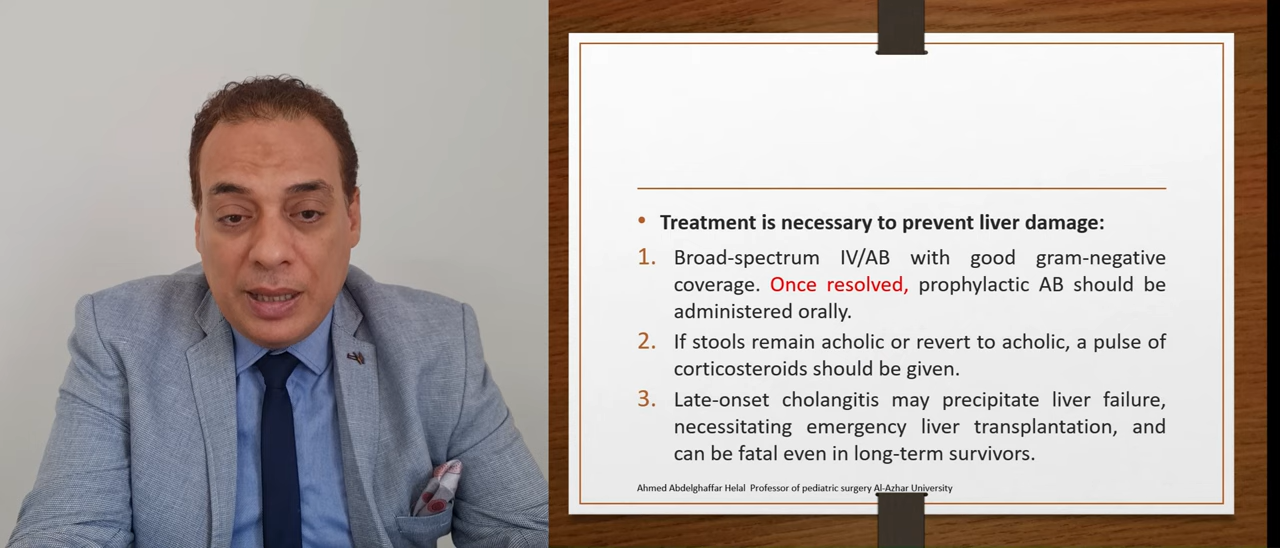 • Treatment is necessary to prevent liver damage:
1. Broad-spectrum IV/AB with good gram-negative
coverage. Once resolved, prophylactic AB should be
administered orally.
2. If stools remain acholic or revert to acholic, a pulse of
corticosteroids should be given.
3. Late-onset cholangitis may precipitate liver failure,
necessitating emergency liver transplantation, and
can be fatal even in long-term survivors.
Ahmed Abdelghaffar Helal Professor of pediatric surgery Al-Azhar University